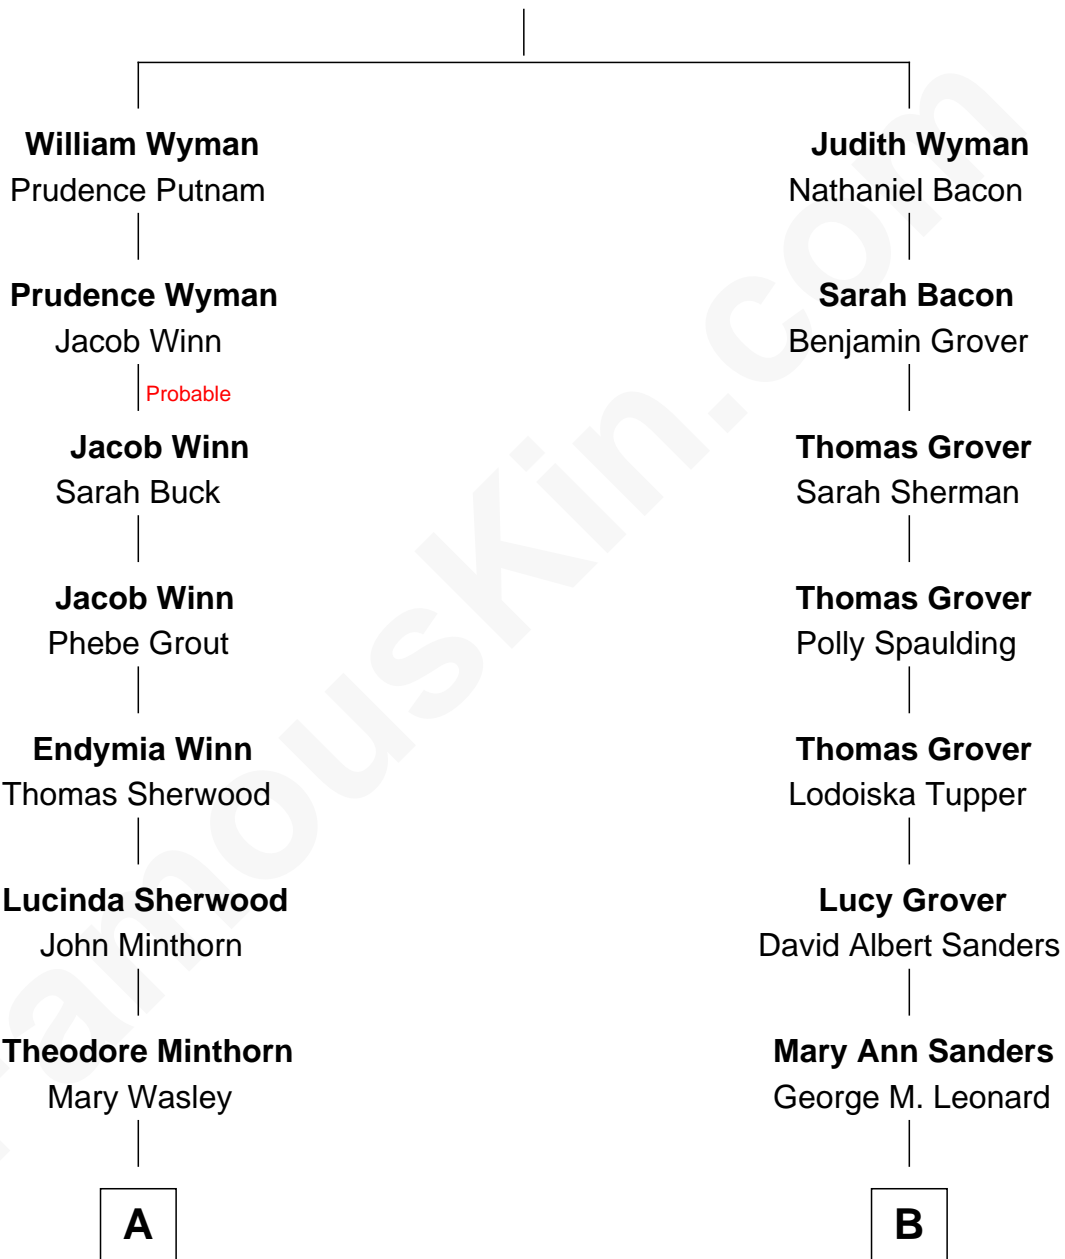 William Wyman
Prudence Putnam
Prudence Wyman
Jacob Winn
Probable
Jacob Winn
Sarah Buck
Jacob Winn
Phebe Grout
Endymia Winn
Thomas Sherwood
Lucinda Sherwood
John Minthorn
Theodore Minthorn
Mary Wasley
A
Judith Wyman
Nathaniel Bacon
Sarah Bacon
Benjamin Grover
Thomas Grover
Sarah Sherman
Thomas Grover
Polly Spaulding
Thomas Grover
Lodoiska Tupper
Lucy Grover
David Albert Sanders
Mary Ann Sanders
George M. Leonard
B
FamousKin.com